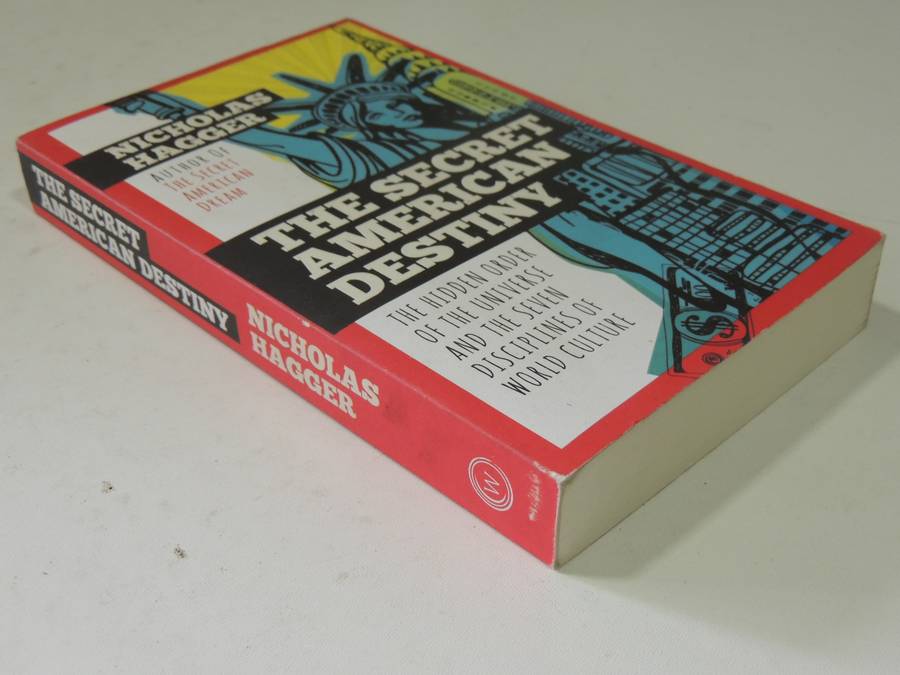 NICHOLAS
HAGGER
AUTHOR OF
THE SECRET
AMERICAN
DREAM
THE SECRET
AMERICAN
DESTINY
THE HIDDEN ORDER
OF THE UNIVERSE
AND THE SEVEN
DISCIPLINES OF
WORLD CULTURE
$
THE SECRET
AMERICAN DESTINY
NICHOLAS
HAGGER
W